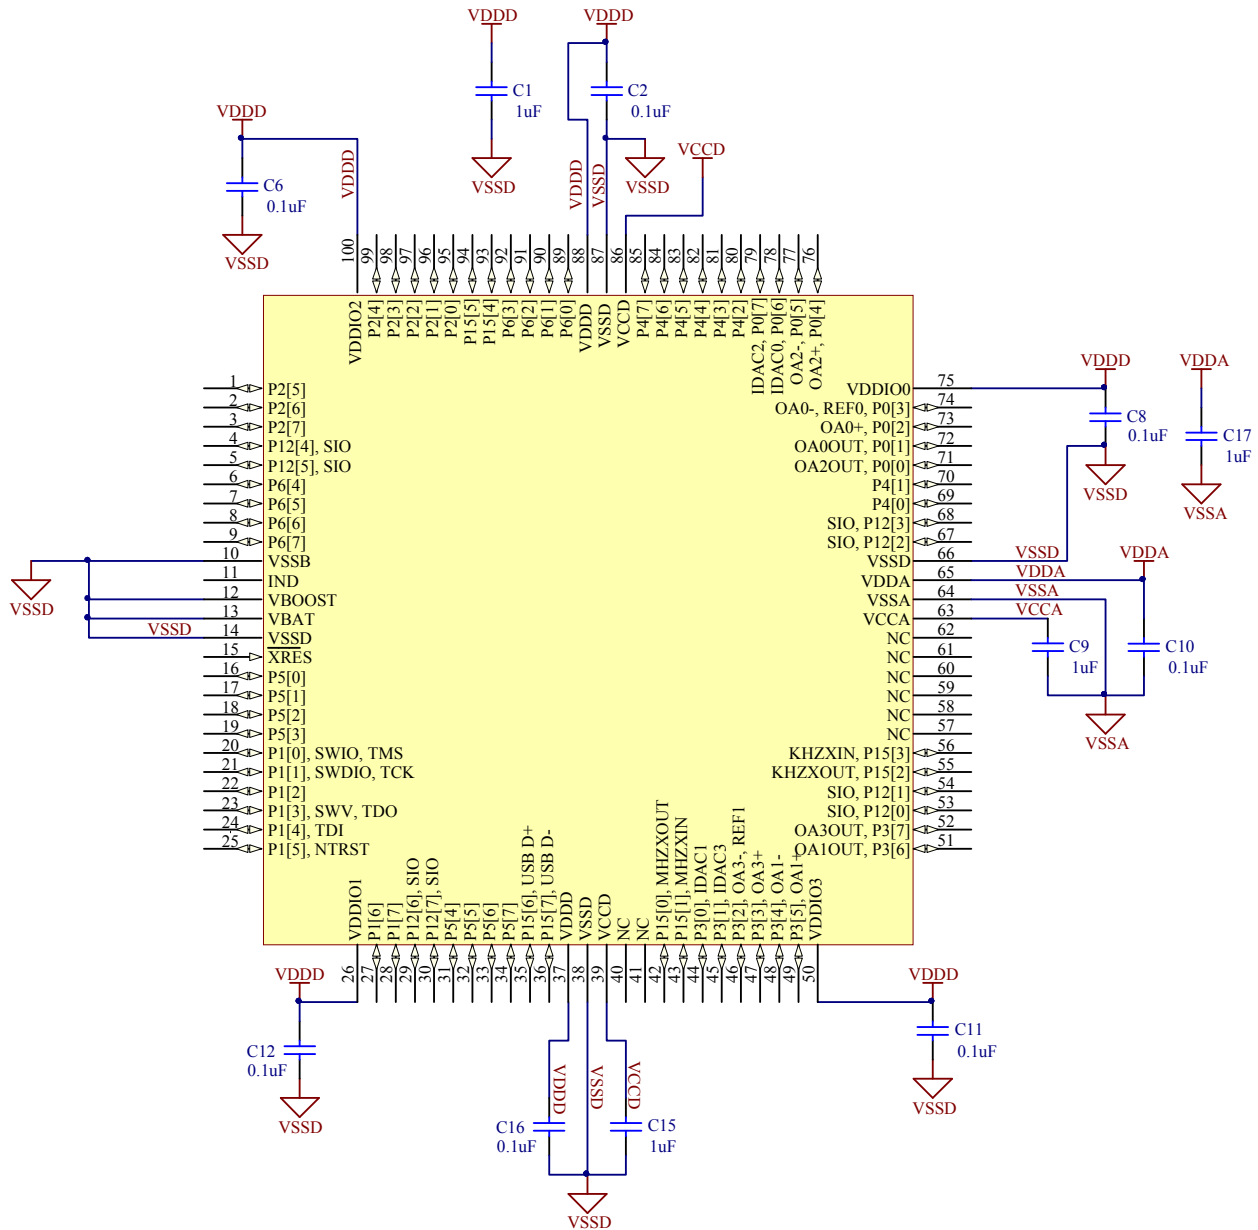 VDDD
C1
1uF
VSSD
VDDD
C2
0.1uF
VSSD
VDDD
VSSD
VCCD
VDDD
C6
0.1uF
VSSD
VDDD
100 99 98 97 96 95 94 93 92 91 90 89 88 87 86 85 84 83 82 81 80 79 78 77 76
VDDIO2
P2[4]
P2[3]
P2[2]
P2[1]
P2[0]
P15[5]
P15[4]
P6[3]
P6[2]
P6[1]
P6[0]
VDDD
VSSD
VCCD
P4[7]
P4[6]
P4[5]
P4[4]
P4[3]
P4[2]
IDAC2, P0[7]
IDAC0, P0[6]
OA2-, P0[5]
OA2+, P0[4]
1 P2[5]
2 P2[6]
3 P2[7]
4 P12[4], SIO
5 P12[5], SIO
6 P6[4]
7 P6[5]
8 P6[6]
9 P6[7]
10 VSSB
11 IND
12 VBOOST
13 VBAT
VSSD 14 VSSD
15 XRES
16 P5[0]
17 P5[1]
18 P5[2]
19 P5[3]
20 P1[0], SWIO, TMS
21 P1[1], SWDIO, TCK
22 P1[2]
23 P1[3], SWV, TDO
24 P1[4], TDI
25 P1[5], NTRST
VSSD
VDDIO0 75
OA0-, REF0, P0[3] 74
OA0+, P0[2] 73
OA0OUT, P0[1] 72
OA2OUT, P0[0] 71
P4[1] 70
P4[0] 69
SIO, P12[3] 68
SIO, P12[2] 67
VSSD 66 VSSD
VDDA 65 VDDA
VSSA 64 VSSA
VCCA 63 VCCA
NC 62
NC 61
NC 60
NC 59
NC 58
NC 57
KHZXIN, P15[3] 56
KHZXOUT, P15[2] 55
SIO, P12[1] 54
SIO, P12[0] 53
OA3OUT, P3[7] 52
OA1OUT, P3[6] 51
VDDD
C8
0.1uF
VSSD
VDDA
C17
1uF
VSSA
VDDA
C9
1uF
C10
0.1uF
VSSA
VDDIO1
P1[6]
P1[7]
P12[6], SIO
P12[7], SIO
P5[4]
P5[5]
P5[6]
P5[7]
P15[6], USB D+
P15[7], USB D-
VDDD
VSSD
VCCD
NC
NC
P15[0], MHZXOUT
P15[1], MHZXIN
P3[0], IDAC1
P3[1], IDAC3
P3[2], OA3-, REF1
P3[3], OA3+
P3[4], OA1-
P3[5], OA1+
VDDIO3
26 27 28 29 30 31 32 33 34 35 36 37 38 39 40 41 42 43 44 45 46 47 48 49 50
VDDD
C12
0.1uF
VSSD
VDDD
VSSD
VCCD
C16
0.1uF
C15
1uF
VSSD
VDDD
C11
0.1uF
VSSD